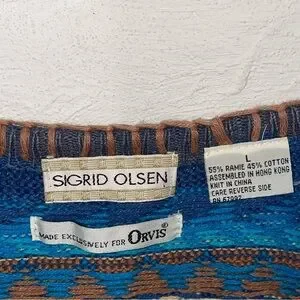 SIGRID OLSEN
MADE EXCLUSIVELY FOR ORVIS®
L
55% RAMIE 45% COTTON
ASSEMBLED IN HONG KONG
KNIT IN CHINA
CARE REVERSE SIDE
RN